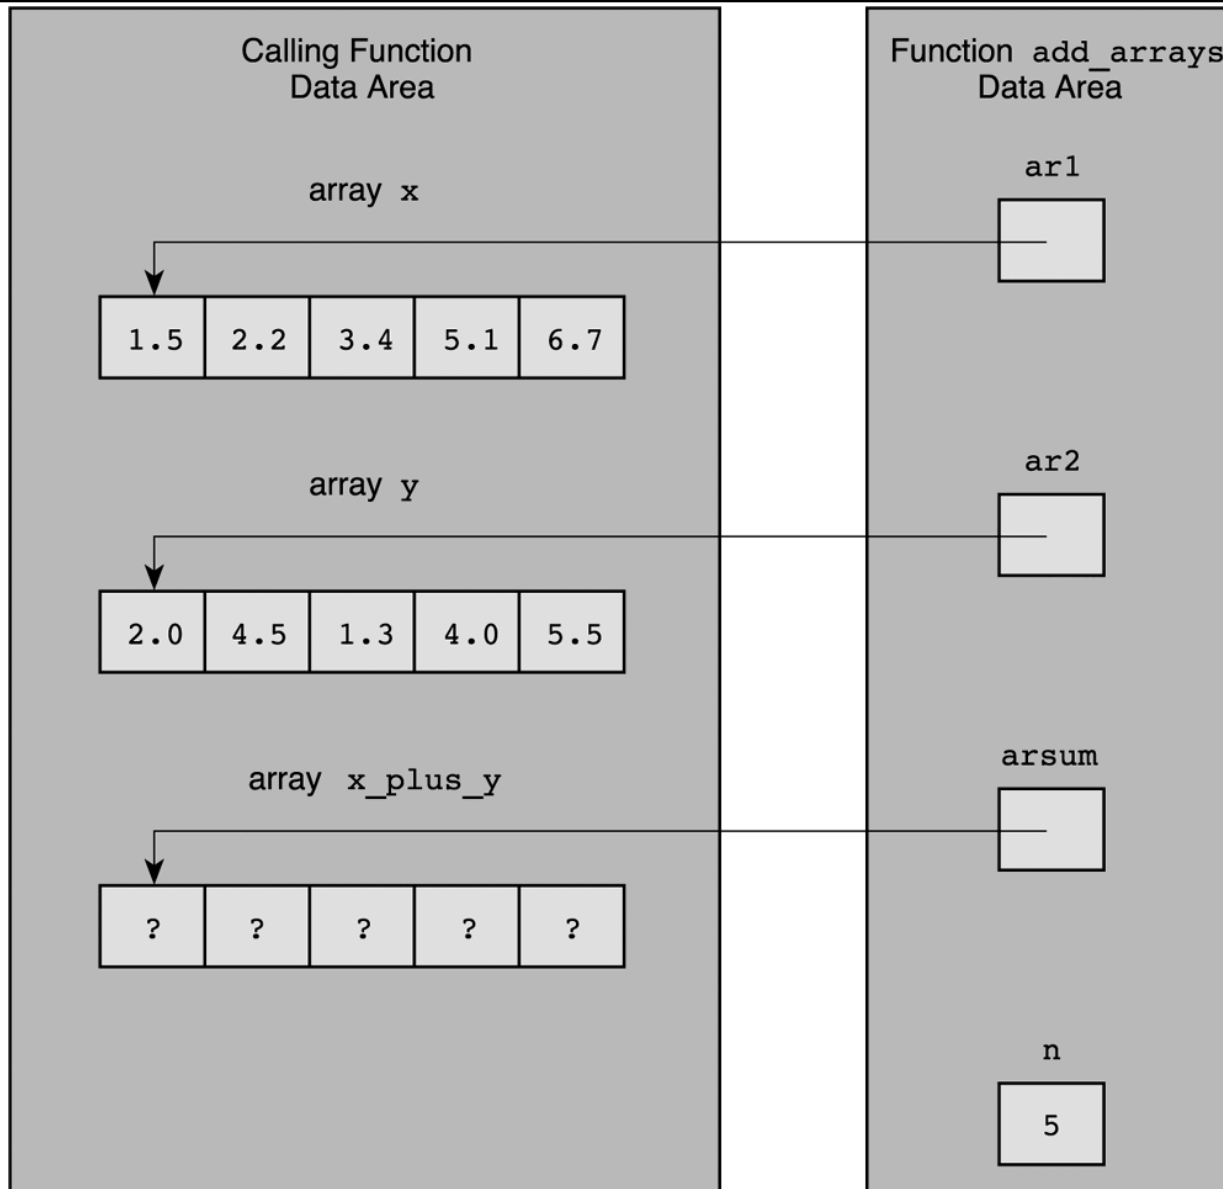 Calling Function
Data Area
Function add_arrays
Data Area
array x
ar1
1.5 2.2 3.4 5.1 6.7
array y
ar2
2.0 4.5 1.3 4.0 5.5
array x_plus_y
arsum
? ? ? ? ?
n
5